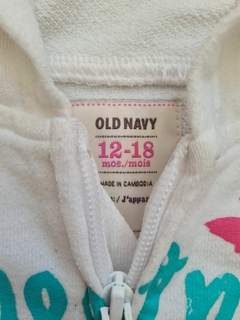 OLD NAVY
12-18
mos./mois
MADE IN CAMBODIA
/ J'appar